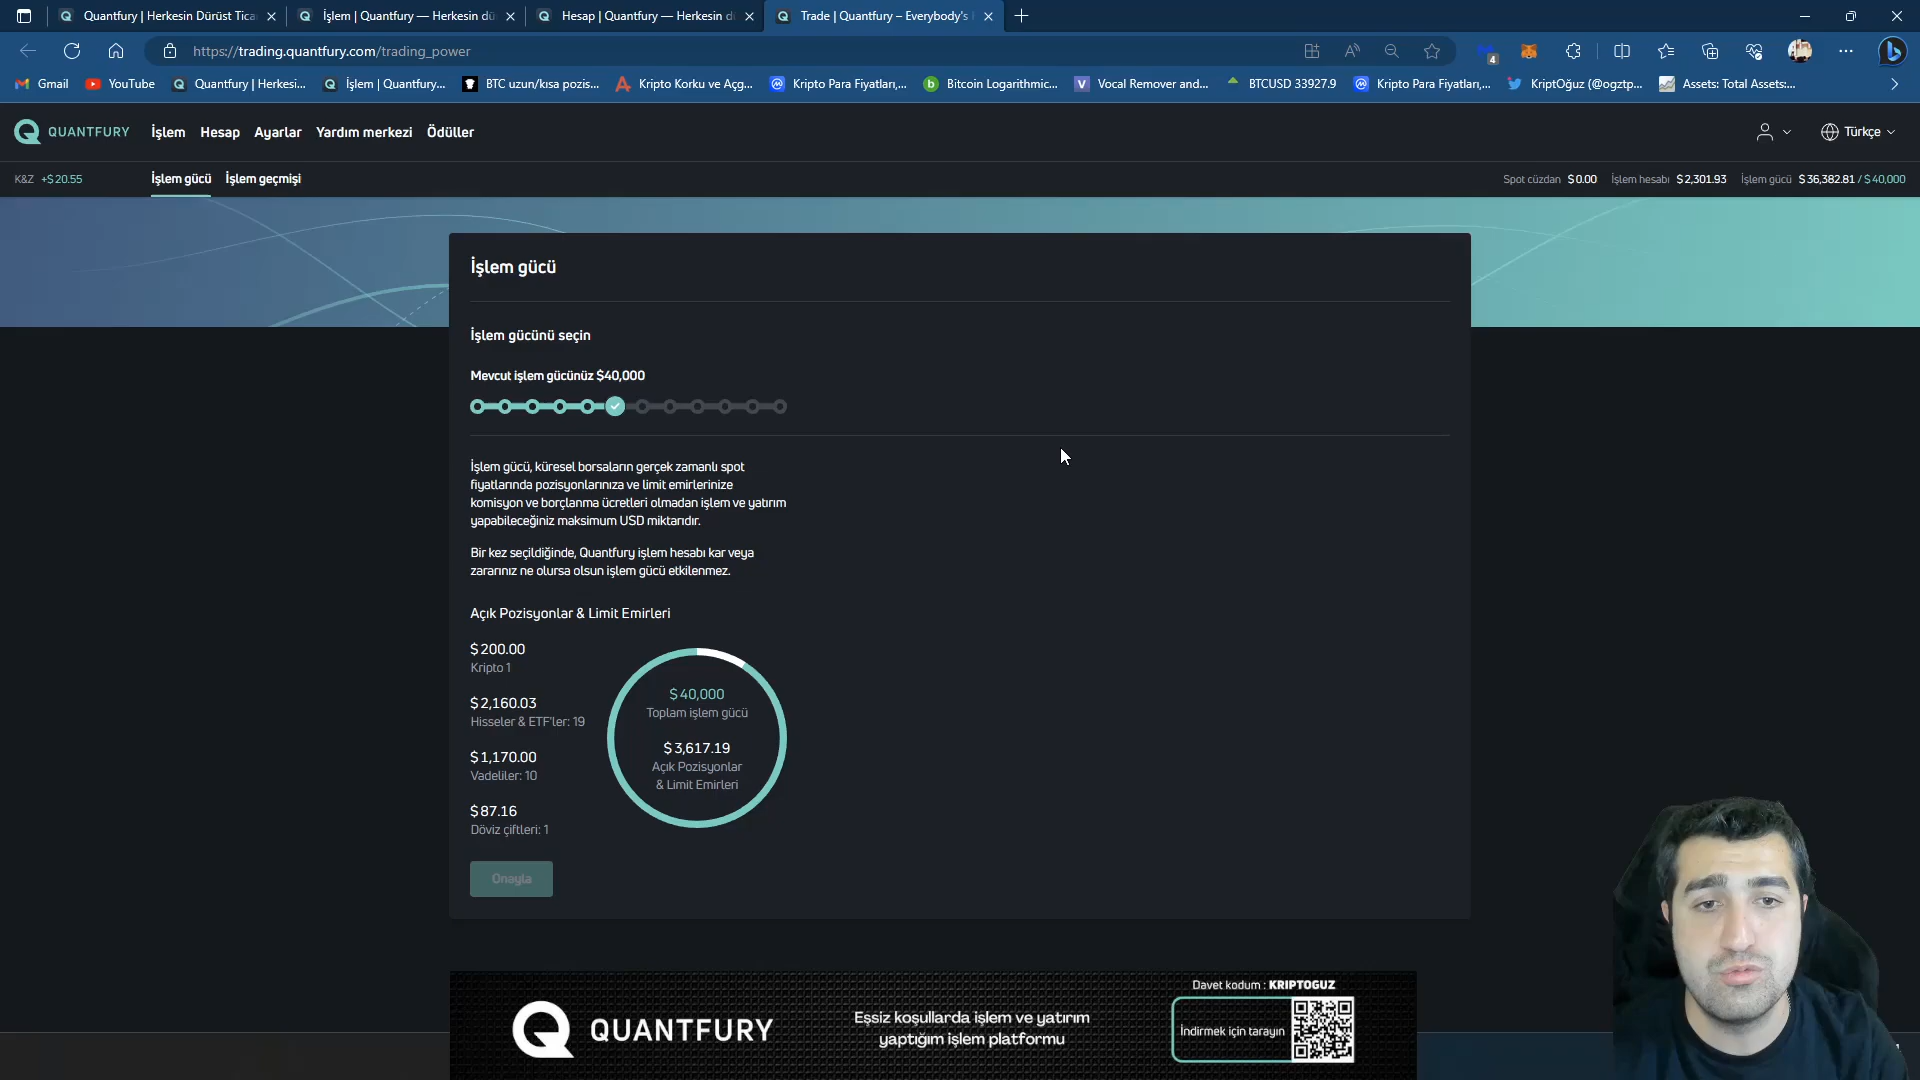 Quantfury | Herkesin Dürüst Tica
İşlem | Quantfury — Herkesin dü
Hesap | Quantfury — Herkesin dü
Trade | Quantfury – Everybody's
https://trading.quantfury.com/trading_power
4
Gmail
YouTube
Quantfury | Herkesi...
İşlem | Quantfury...
BTC uzun/kısa pozis...
Kripto Korku ve Açg...
Kripto Para Fiyatları,...
Bitcoin Logarithmic...
Vocal Remover and...
BTCUSD 33927.9
Kripto Para Fiyatları,...
KriptOğuz (@ogztp...
Assets: Total Assets:...
QUANTFURY
İşlem
Hesap
Ayarlar
Yardım merkezi
Ödüller
Türkçe
K&Z +$20.55
İşlem gücü
İşlem geçmişi
Spot cüzdan $0.00
İşlem hesabı $2,301.93
İşlem gücü $36,382.81 / $40,000
İşlem gücü
İşlem gücünü seçin
Mevcut işlem gücünüz $40,000
İşlem gücü, küresel borsaların gerçek zamanlı spot
fiyatlarında pozisyonlarınıza ve limit emirlerinize
komisyon ve borçlanma ücretleri olmadan işlem ve yatırım
yapabileceğiniz maksimum USD miktarıdır.
Bir kez seçildiğinde, Quantfury işlem hesabı kar veya
zararınız ne olursa olsun işlem gücü etkilenmez.
Açık Pozisyonlar & Limit Emirleri
$200.00
Kripto 1
$2,160.03
Hisseler & ETF'ler: 19
$1,170.00
Vadeliler: 10
$87.16
Döviz çiftleri: 1
$40,000
Toplam işlem gücü
$3,617.19
Açık Pozisyonlar
& Limit Emirleri
Onayla
QUANTFURY
Eşsiz koşullarda işlem ve yatırım
yaptığım işlem platformu
Davet kodum : KRIPTOGUZ
İndirmek için tarayın